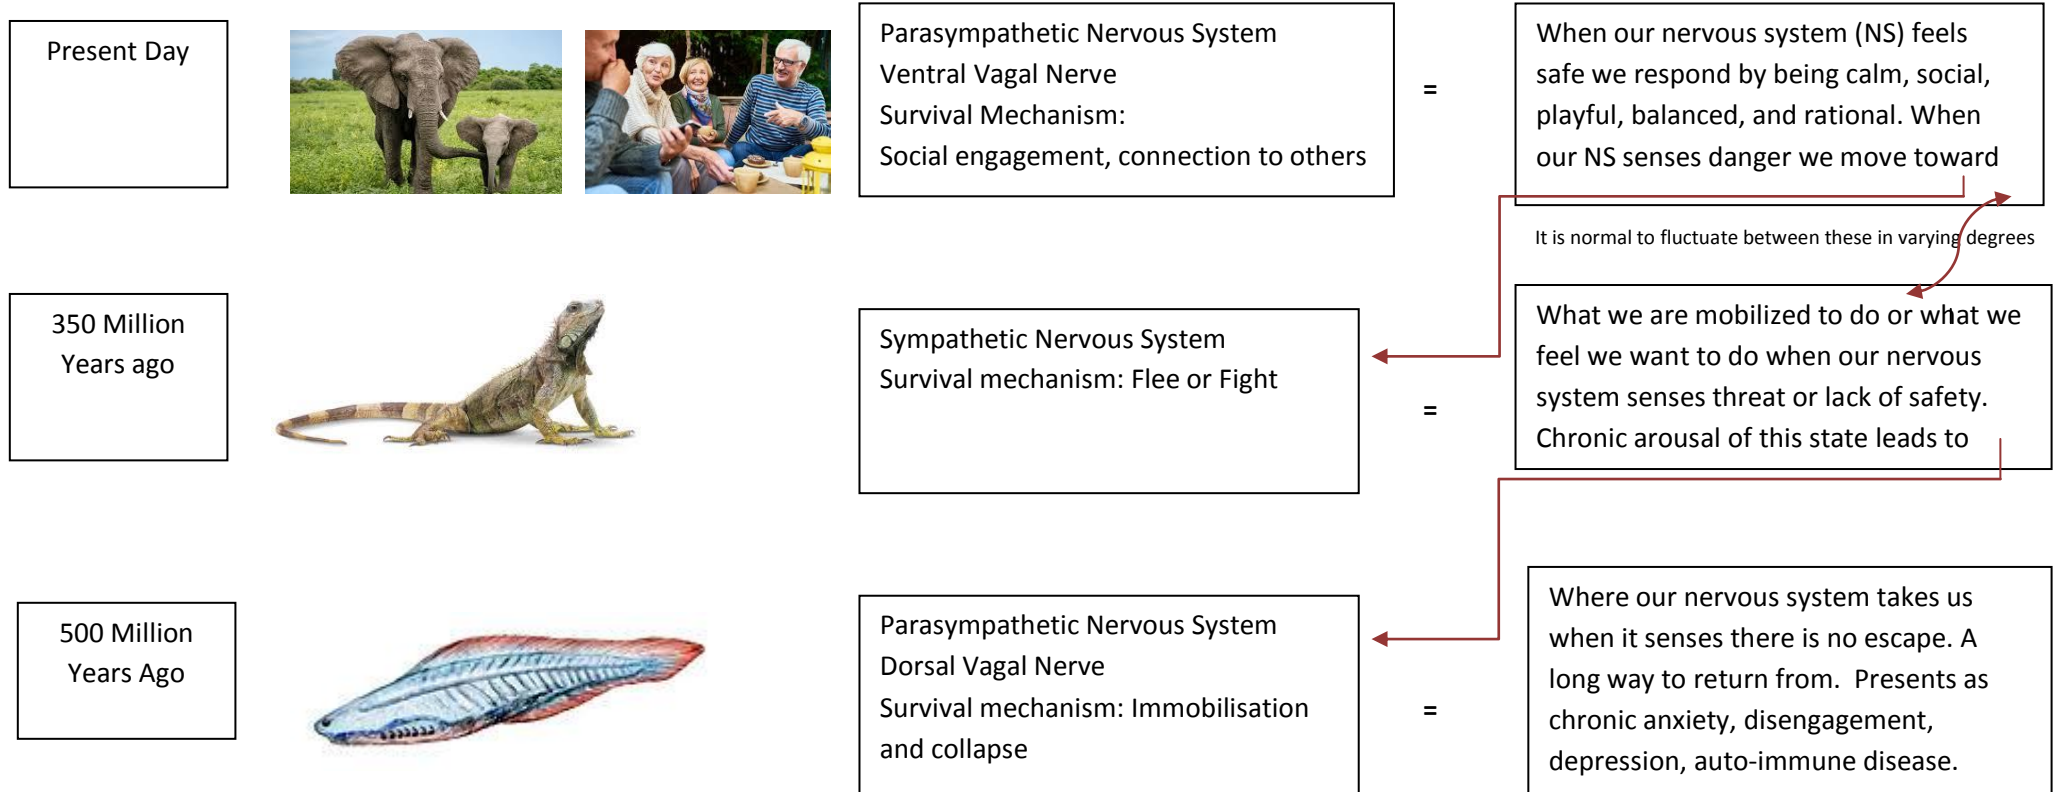 Present Day
Parasympathetic Nervous System
Ventral Vagal Nerve
Survival Mechanism:
Social engagement, connection to others
=
When our nervous system (NS) feels
safe we respond by being calm, social,
playful, balanced, and rational. When
our NS senses danger we move toward
It is normal to fluctuate between these in varying degrees
350 Million
Years ago
Sympathetic Nervous System
Survival mechanism: Flee or Fight
=
What we are mobilized to do or what we
feel we want to do when our nervous
system senses threat or lack of safety.
Chronic arousal of this state leads to
500 Million
Years Ago
Parasympathetic Nervous System
Dorsal Vagal Nerve
Survival mechanism: Immobilisation
and collapse
=
Where our nervous system takes us
when it senses there is no escape. A
long way to return from.  Presents as
chronic anxiety, disengagement,
depression, auto-immune disease.